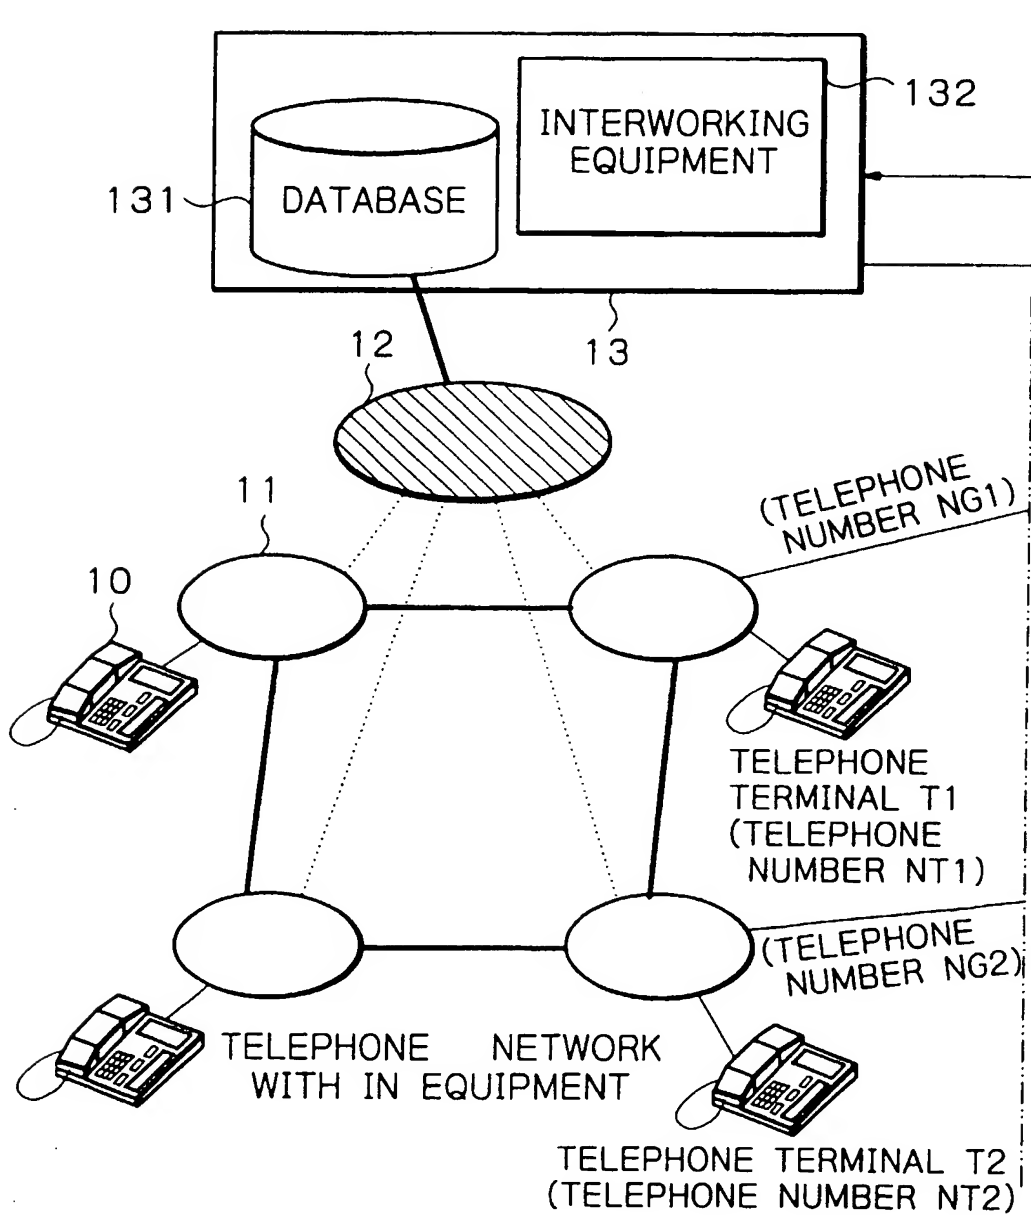 132
INTERWORKING
EQUIPMENT
131
DATABASE
13
12
(TELEPHONE
NUMBER NG1)
11
10
TELEPHONE
TERMINAL T1
(TELEPHONE
NUMBER NT1)
(TELEPHONE
NUMBER NG2)
TELEPHONE NETWORK
WITH IN EQUIPMENT
TELEPHONE TERMINAL T2
(TELEPHONE NUMBER NT2)